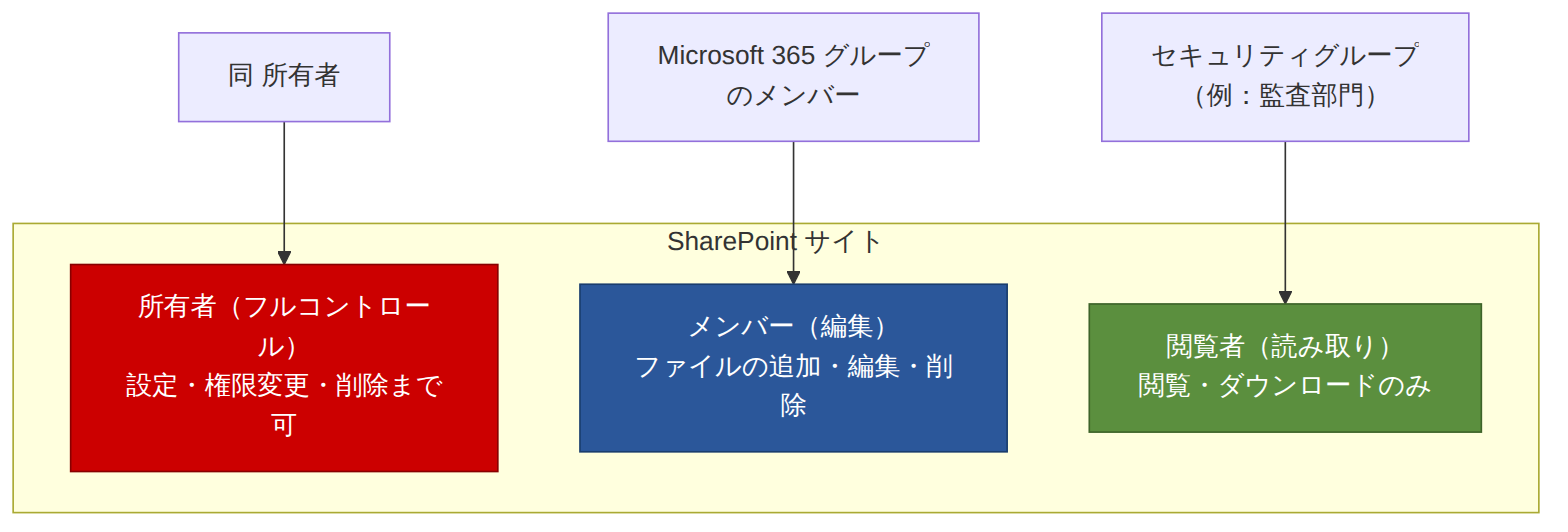 同 所有者
Microsoft 365 グループ
のメンバー
セキュリティグループ
（例：監査部門）
SharePoint サイト
所有者（フルコントロー
ル）
設定・権限変更・削除まで
可
メンバー（編集）
ファイルの追加・編集・削
除
閲覧者（読み取り）
閲覧・ダウンロードのみ